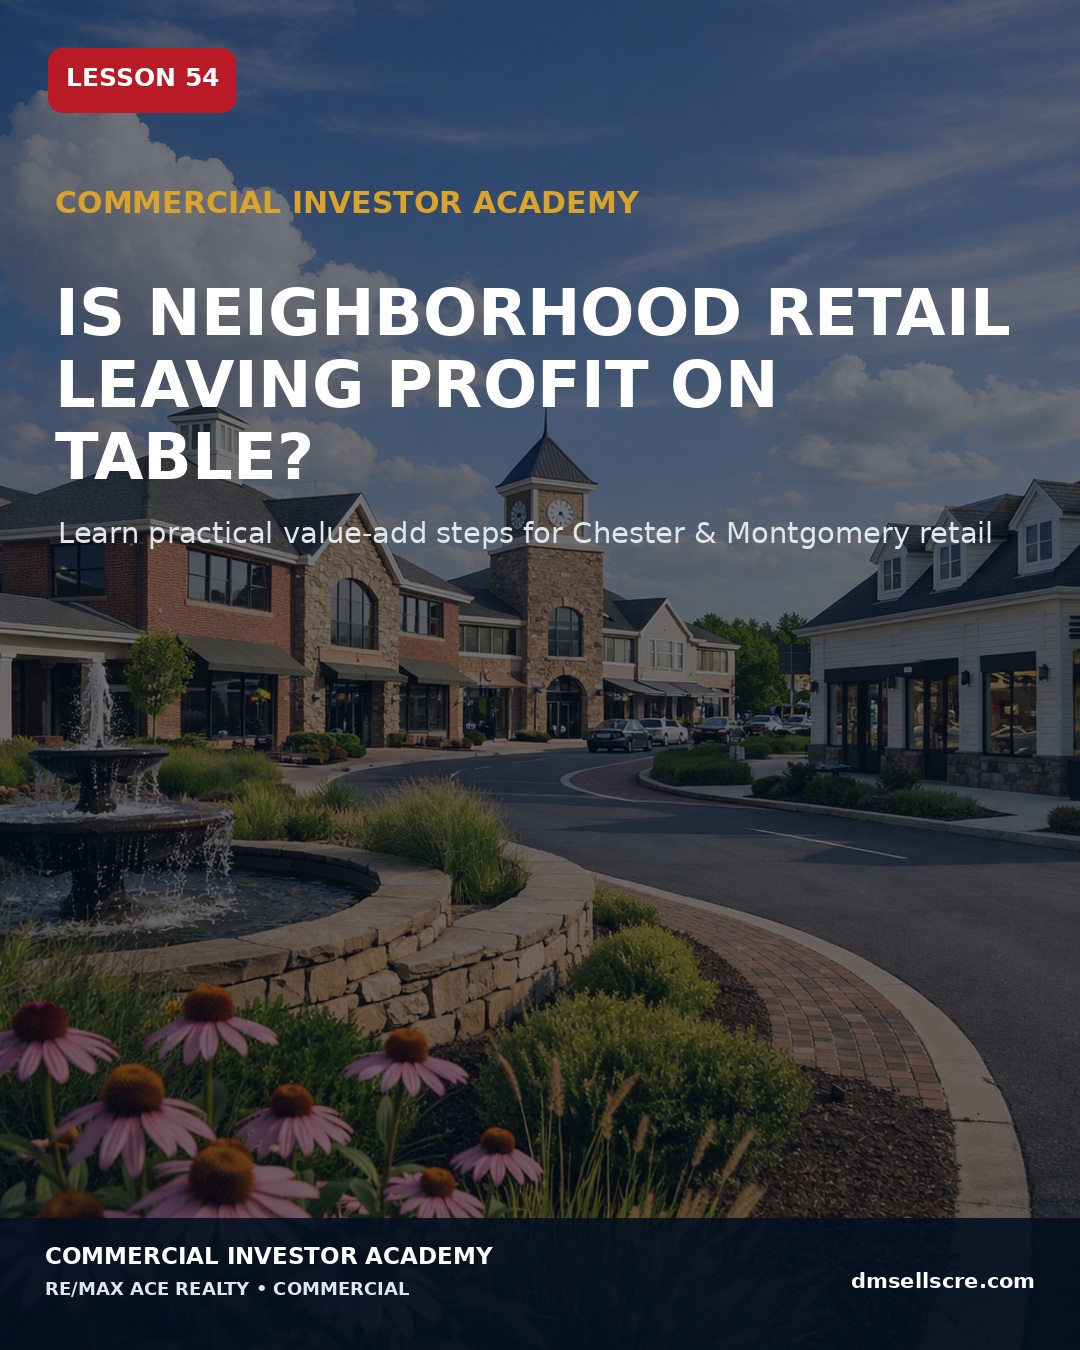 LESSON 54
COMMERCIAL INVESTOR ACADEMY
IS NEIGHBORHOOD RETAIL
LEAVING PROFIT ON
TABLE?
Learn practical value-add steps for Chester & Montgomery retail
COMMERCIAL INVESTOR ACADEMY
RE/MAX ACE REALTY • COMMERCIAL
dmsellscre.com